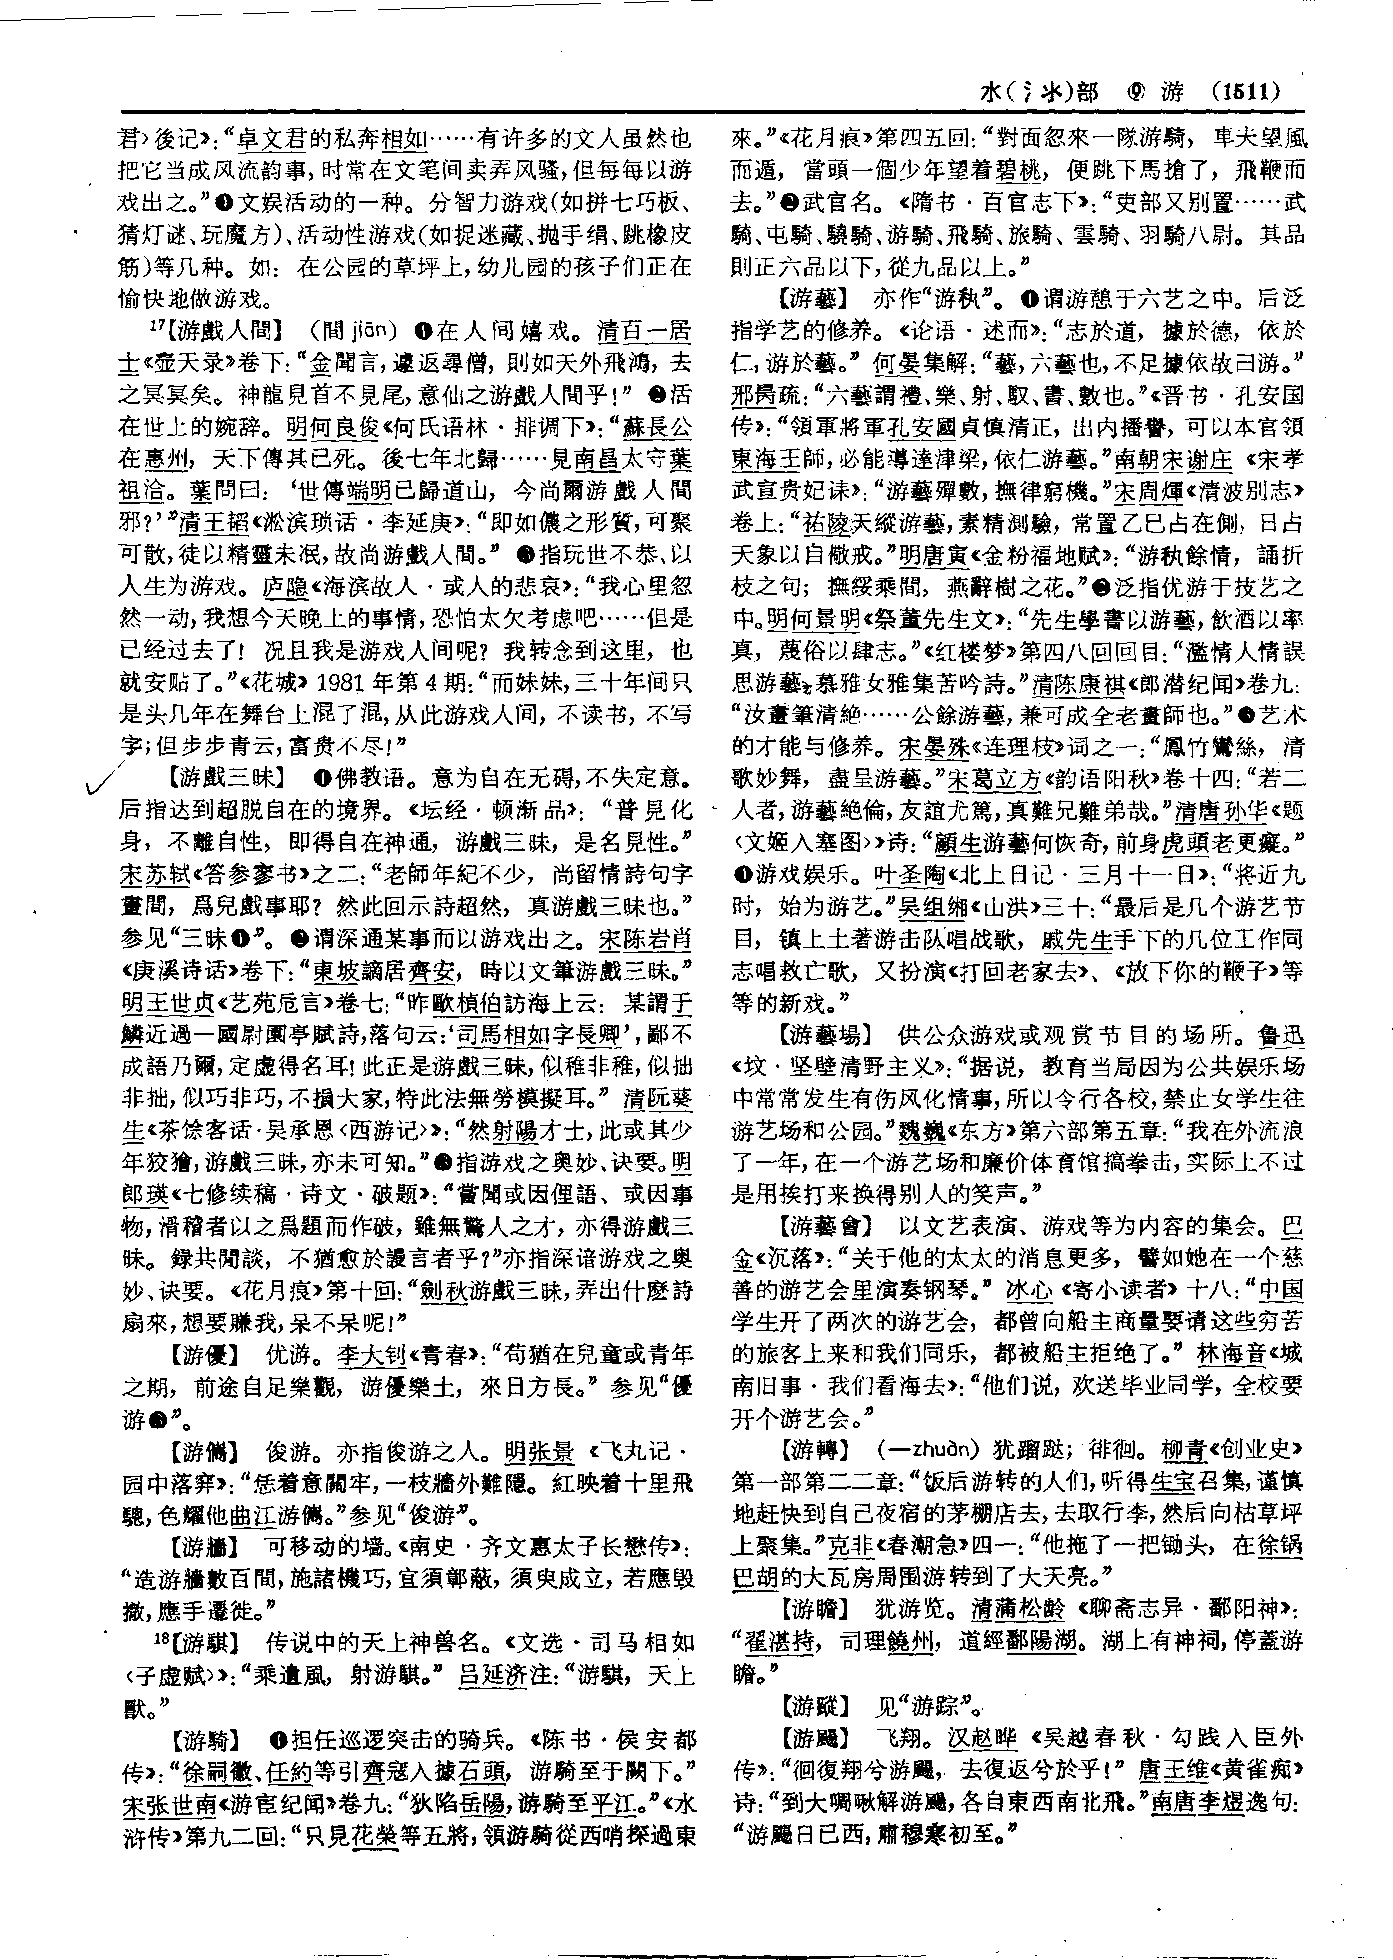 水(氵氺)部 ⑨ 游 (1511)
君〉後記》：“卓文君的私奔相如……有许多的文人虽然也
把它当成风流韵事，时常在文笔间卖弄风骚，但每每以游
戏出之。”❹文娱活动的一种。分智力游戏(如拼七巧板、
猜灯谜、玩魔方)、活动性游戏(如捉迷藏、抛手绢、跳橡皮
筋)等几种。如：在公园的草坪上，幼儿园的孩子们正在
愉快地做游戏。
17【游戲人間】 (間 jiān) ❶在人间嬉戏。清百一居
士《壶天录》卷下：“金聞言，遽返尋僧，則如天外飛鴻，去
之冥冥矣。神龍見首不見尾，意仙之游戲人間乎！” ❷活
在世上的婉辞。明何良俊《何氏语林·排调下》：“蘇長公
在惠州，天下傳其已死。後七年北歸……見南昌太守葉
祖洽。葉問曰：‘世傳端明已歸道山，今尚爾游戲人間
邪？’”清王韬《淞滨琐话·李延庚》：“即如儂之形質，可聚
可散，徒以精靈未泯，故尚游戲人間。” ❸指玩世不恭、以
人生为游戏。庐隐《海滨故人·或人的悲哀》：“我心里忽
然一动，我想今天晚上的事情，恐怕太欠考虑吧……但是
已经过去了！况且我是游戏人间呢？我转念到这里，也
就安贴了。”《花城》1981年第4期：“而妹妹，三十年间只
是头几年在舞台上混了混，从此游戏人间，不读书，不写
字；但步步青云，富贵不尽！”
【游戲三昧】 ❶佛教语。意为自在无碍，不失定意。
后指达到超脱自在的境界。《坛经·顿渐品》：“普見化
身，不離自性，即得自在神通，游戲三昧，是名見性。”
宋苏轼《答参寥书》之二：“老師年紀不少，尚留情詩句字
畫間，爲兒戲事耶？然此回示詩超然，真游戲三昧也。”
参见“三昧❶”。❷谓深通某事而以游戏出之。宋陈岩肖
《庚溪诗话》卷下：“東坡謫居齊安，時以文筆游戲三昧。”
明王世贞《艺苑卮言》卷七：“昨歐楨伯訪海上云：某謂于
鱗近過一國尉園亭賦詩，落句云：‘司馬相如字長卿’，鄙不
成語乃爾，定虚得名耳！此正是游戲三昧，似稚非稚，似拙
非拙，似巧非巧，不損大家，特此法無勞模擬耳。” 清阮葵
生《茶馀客话·吴承恩〈西游记〉》：“然射陽才士，此或其少
年狡獪，游戲三昧，亦未可知。”❸指游戏之奥妙、诀要。明
郎瑛《七修续稿·诗文·破题》：“嘗聞或因俚語、或因事
物，滑稽者以之爲題而作破，雖無驚人之才，亦得游戲三
昧。録共閒談，不猶愈於謾言者乎？”亦指深谙游戏之奥
妙、诀要。《花月痕》第十回：“劍秋游戲三昧，弄出什麽詩
扇來，想要賺我，呆不呆呢！”
【游優】 优游。李大钊《青春》：“苟猶在兒童或青年
之期，前途自足樂觀，游優樂土，來日方長。” 参见“優
游❸”。
【游儁】 俊游。亦指俊游之人。明张景《飞丸记·
园中落穽》：“恁着意關牢，一枝牆外難隱。紅映着十里飛
驄，色耀他曲江游儁。”参见“俊游”。
【游牆】 可移动的墙。《南史·齐文惠太子长懋传》：
“造游牆數百間，施諸機巧，宜須鄣蔽，須臾成立，若應毁
撤，應手遷徙。”
18【游騏】 传说中的天上神兽名。《文选·司马相如
〈子虚赋〉》：“乘遺風，射游騏。” 吕延济注：“游騏，天上
獸。”
【游騎】 ❶担任巡逻突击的骑兵。《陈书·侯安都
传》：“徐嗣徽、任約等引齊寇入據石頭，游騎至于闕下。”
宋张世南《游宦纪闻》卷九：“狄陷岳陽，游騎至平江。”《水
浒传》第九二回：“只見花榮等五將，領游騎從西哨探過東
來。”《花月痕》第四五回：“對面忽來一隊游騎，車夫望風
而遁，當頭一個少年望着碧桃，便跳下馬搶了，飛鞭而
去。”❷武官名。《隋书·百官志下》：“吏部又别置……武
騎、屯騎、驍騎、游騎、飛騎、旅騎、雲騎、羽騎八尉。其品
則正六品以下，從九品以上。”
【游藝】 亦作“游秇”。❶谓游憩于六艺之中。后泛
指学艺的修养。《论语·述而》：“志於道，據於德，依於
仁，游於藝。” 何晏集解：“藝，六藝也，不足據依故曰游。”
邢昺疏：“六藝謂禮、樂、射、馭、書、數也。”《晋书·孔安国
传》：“領軍將軍孔安國貞慎清正，出内播譽，可以本官領
東海王師，必能導達津梁，依仁游藝。”南朝宋谢庄《宋孝
武宣贵妃诔》：“游藝殫數，撫律窮機。”宋周煇《清波别志》
卷上：“祐陵天縱游藝，素精測驗，常置乙巳占在側，日占
天象以自儆戒。”明唐寅《金粉福地赋》：“游秇餘情，誦折
枝之句；撫綏乘間，燕辭樹之花。”❷泛指优游于技艺之
中。明何景明《祭董先生文》：“先生學書以游藝，飲酒以率
真，蔑俗以肆志。”《红楼梦》第四八回回目：“濫情人情誤
思游藝，慕雅女雅集苦吟詩。”清陈康祺《郎潜纪闻》卷九：
“汝畫筆清絶……公餘游藝，兼可成全老畫師也。”❸艺术
的才能与修养。宋晏殊《连理枝》词之一：“鳳竹鸞絲，清
歌妙舞，盡呈游藝。”宋葛立方《韵语阳秋》卷十四：“若二
人者，游藝絶倫，友誼尤篤，真難兄難弟哉。”清唐孙华《题
〈文姬入塞图〉》诗：“顧生游藝何恢奇，前身虎頭老更癡。”
❹游戏娱乐。叶圣陶《北上日记·三月十一日》：“将近九
时，始为游艺。”吴组缃《山洪》三十：“最后是几个游艺节
目，镇上土著游击队唱战歌，戚先生手下的几位工作同
志唱救亡歌，又扮演《打回老家去》、《放下你的鞭子》等
等的新戏。”
【游藝場】 供公众游戏或观赏节目的场所。鲁迅
《坟·坚壁清野主义》：“据说，教育当局因为公共娱乐场
中常常发生有伤风化情事，所以令行各校，禁止女学生往
游艺场和公园。”魏巍《东方》第六部第五章：“我在外流浪
了一年，在一个游艺场和廉价体育馆搞拳击，实际上不过
是用挨打来换得别人的笑声。”
【游藝會】 以文艺表演、游戏等为内容的集会。巴
金《沉落》：“关于他的太太的消息更多，譬如她在一个慈
善的游艺会里演奏钢琴。” 冰心《寄小读者》十八：“中国
学生开了两次的游艺会，都曾向船主商量要请这些穷苦
的旅客上来和我们同乐，都被船主拒绝了。” 林海音《城
南旧事·我们看海去》：“他们说，欢送毕业同学，全校要
开个游艺会。”
【游轉】 (—zhuàn) 犹蹓跶；徘徊。柳青《创业史》
第一部第二二章：“饭后游转的人们，听得生宝召集，谨慎
地赶快到自己夜宿的茅棚店去，去取行李，然后向枯草坪
上聚集。”克非《春潮急》四一：“他拖了一把锄头，在徐锅
巴胡的大瓦房周围游转到了大天亮。”
【游瞻】 犹游览。清蒲松龄《聊斋志异·鄱阳神》：
“翟湛持，司理饒州，道經鄱陽湖。湖上有神祠，停蓋游
瞻。”
【游蹤】 见“游踪”。
【游颺】 飞翔。汉赵晔《吴越春秋·勾践入臣外
传》：“徊復翔兮游颺，去復返兮於乎！” 唐王维《黄雀痴》
诗：“到大啁啾解游颺，各自東西南北飛。”南唐李煜逸句：
“游颺日已西，肅穆寒初至。”